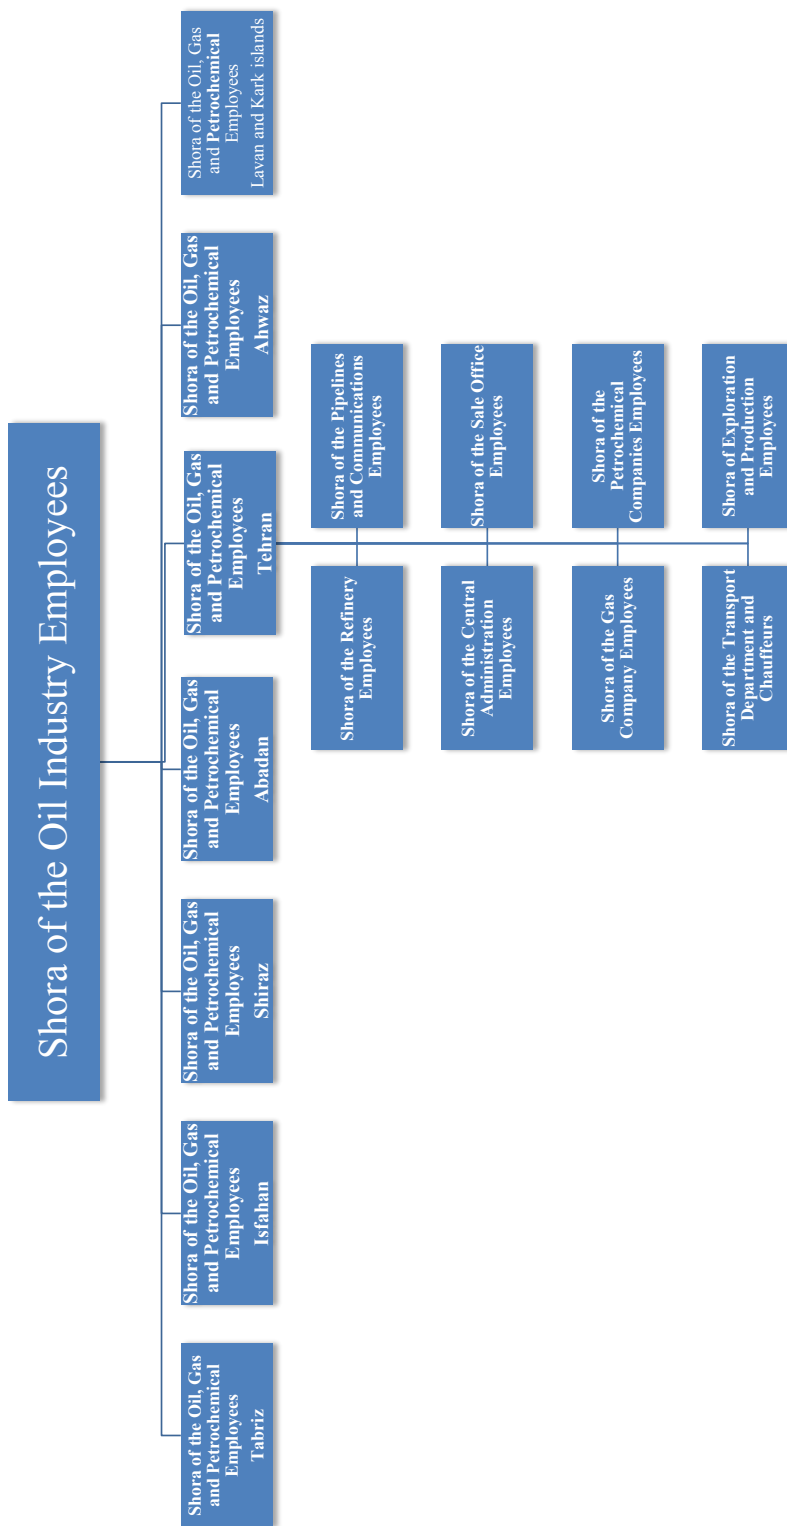 Shora of the Oil Industry Employees
Shora of the Oil, Gas
and Petrochemical
Employees
Tabriz
Shora of the Oil, Gas
and Petrochemical
Employees
Isfahan
Shora of the Oil, Gas
and Petrochemical
Employees
Shiraz
Shora of the Oil, Gas
and Petrochemical
Employees
Abadan
Shora of the Oil, Gas
and Petrochemical
Employees
Tehran
Shora of the Oil, Gas
and Petrochemical
Employees
Ahwaz
Shora of the Oil, Gas
and Petrochemical
Employees
Lavan and Kark islands
Shora of the Refinery
Employees
Shora of the Pipelines
and Communications
Employees
Shora of the Central
Administration
Employees
Shora of the Sale Office
Employees
Shora of the Gas
Company Employees
Shora of the
Petrochemical
Companies Employees
Shora of the Transport
Department and
Chauffeurs
Shora of Exploration
and Production
Employees